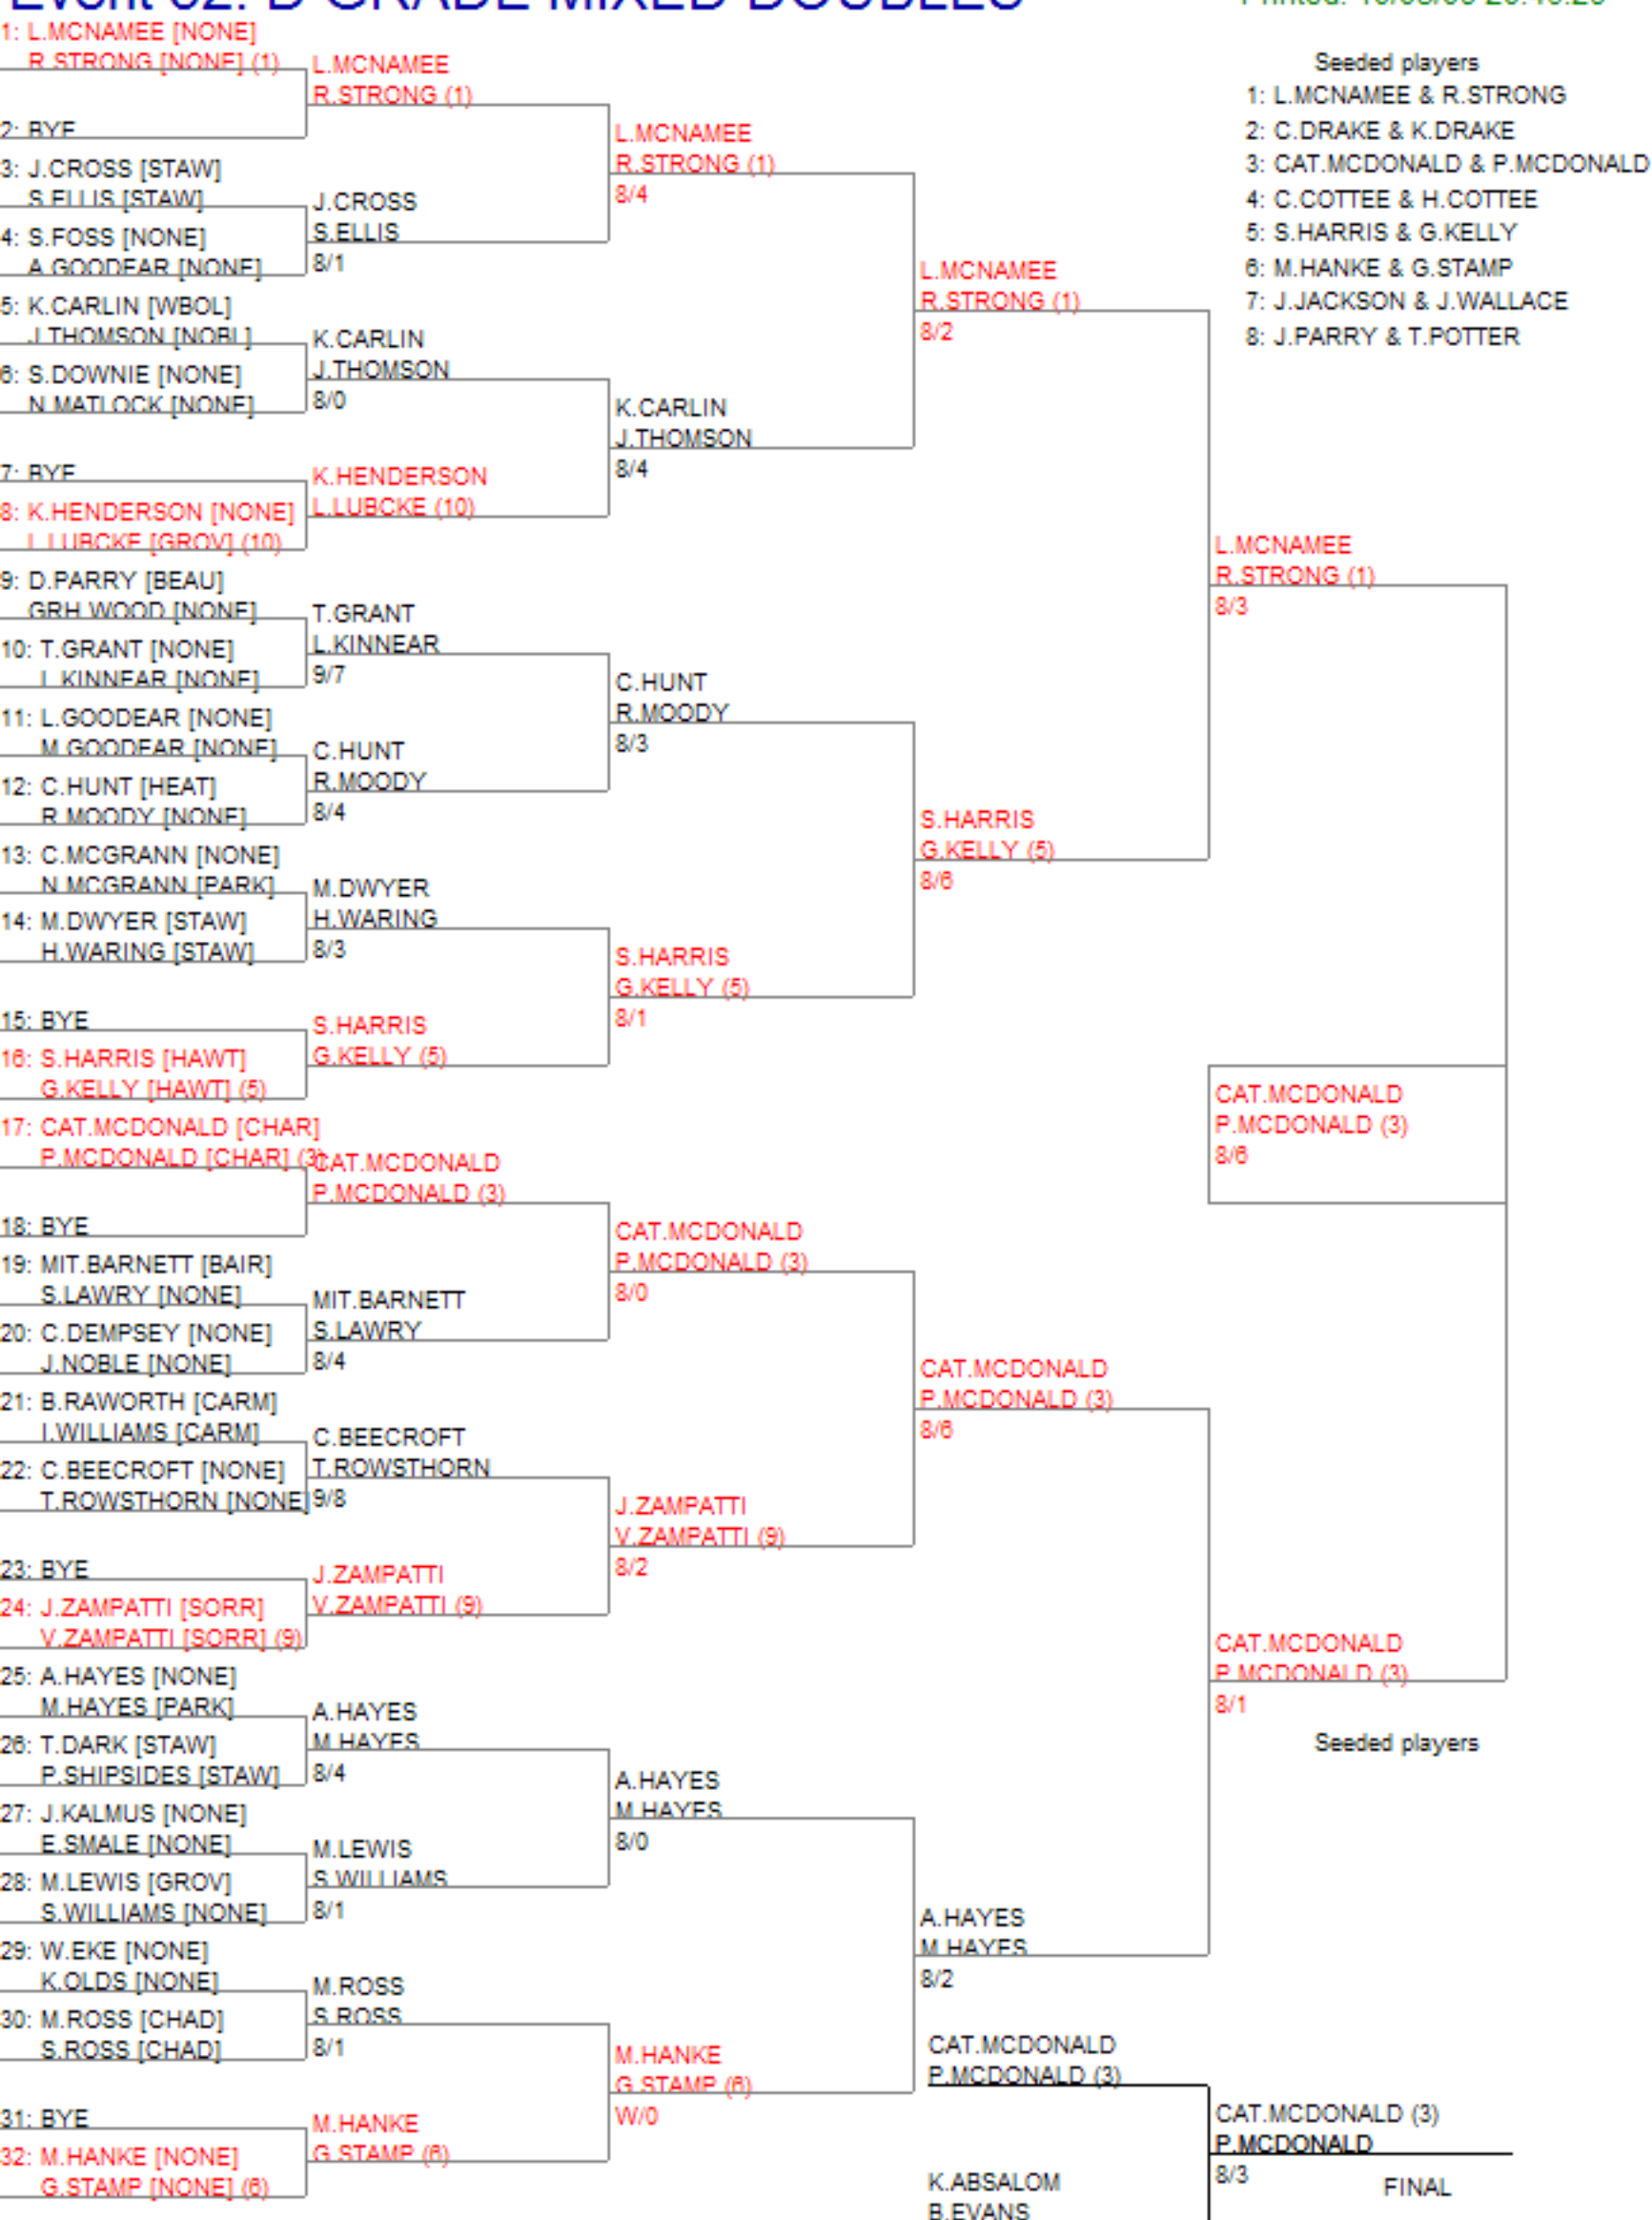 Event 62: D GRADE MIXED DOUBLES
1: L.MCNAMEE [NONE]
R.STRONG [NONE] (1)
2: BYE
3: J.CROSS [STAW]
S.ELLIS [STAW]
4: S.FOSS [NONE]
A.GOODEAR [NONE]
5: K.CARLIN [WBOL]
J.THOMSON [NOBL]
6: S.DOWNIE [NONE]
N.MATLOCK [NONE]
7: BYE
8: K.HENDERSON [NONE]
L.LUBCKE [GROV] (10)
9: D.PARRY [BEAU]
GRH.WOOD [NONE]
10: T.GRANT [NONE]
L.KINNEAR [NONE]
11: L.GOODEAR [NONE]
M.GOODEAR [NONE]
12: C.HUNT [HEAT]
R.MOODY [NONE]
13: C.MCGRANN [NONE]
N.MCGRANN [PARK]
14: M.DWYER [STAW]
H.WARING [STAW]
15: BYE
16: S.HARRIS [HAWT]
G.KELLY [HAWT] (5)
17: CAT.MCDONALD [CHAR]
P.MCDONALD [CHAR] (3)
18: BYE
19: MIT.BARNETT [BAIR]
S.LAWRY [NONE]
20: C.DEMPSEY [NONE]
J.NOBLE [NONE]
21: B.RAWORTH [CARM]
I.WILLIAMS [CARM]
22: C.BEECROFT [NONE]
T.ROWSTHORN [NONE]
23: BYE
24: J.ZAMPATTI [SORR]
V.ZAMPATTI [SORR] (9)
25: A.HAYES [NONE]
M.HAYES [PARK]
26: T.DARK [STAW]
P.SHIPSIDES [STAW]
27: J.KALMUS [NONE]
E.SMALE [NONE]
28: M.LEWIS [GROV]
S.WILLIAMS [NONE]
29: W.EKE [NONE]
K.OLDS [NONE]
30: M.ROSS [CHAD]
S.ROSS [CHAD]
31: BYE
32: M.HANKE [NONE]
G.STAMP [NONE] (6)
L.MCNAMEE
R.STRONG (1)
J.CROSS
S.ELLIS
8/1
K.CARLIN
J.THOMSON
8/0
K.HENDERSON
L.LUBCKE (10)
T.GRANT
L.KINNEAR
9/7
C.HUNT
R.MOODY
8/4
M.DWYER
H.WARING
8/3
S.HARRIS
G.KELLY (5)
CAT.MCDONALD
P.MCDONALD (3)
MIT.BARNETT
S.LAWRY
8/4
C.BEECROFT
T.ROWSTHORN
9/8
J.ZAMPATTI
V.ZAMPATTI (9)
A.HAYES
M.HAYES
8/4
M.LEWIS
S.WILLIAMS
8/1
M.ROSS
S.ROSS
8/1
M.HANKE
G.STAMP (6)
L.MCNAMEE
R.STRONG (1)
8/4
K.CARLIN
J.THOMSON
8/4
C.HUNT
R.MOODY
8/3
S.HARRIS
G.KELLY (5)
8/1
CAT.MCDONALD
P.MCDONALD (3)
8/0
J.ZAMPATTI
V.ZAMPATTI (9)
8/2
A.HAYES
M.HAYES
8/0
M.HANKE
G.STAMP (6)
W/0
L.MCNAMEE
R.STRONG (1)
8/2
S.HARRIS
G.KELLY (5)
8/6
CAT.MCDONALD
P.MCDONALD (3)
8/6
A.HAYES
M.HAYES
8/2
L.MCNAMEE
R.STRONG (1)
8/3
CAT.MCDONALD
P.MCDONALD (3)
8/6
CAT.MCDONALD
P.MCDONALD (3)
8/1
Seeded players
1: L.MCNAMEE & R.STRONG
2: C.DRAKE & K.DRAKE
3: CAT.MCDONALD & P.MCDONALD
4: C.COTTEE & H.COTTEE
5: S.HARRIS & G.KELLY
6: M.HANKE & G.STAMP
7: J.JACKSON & J.WALLACE
8: J.PARRY & T.POTTER
Seeded players
CAT.MCDONALD
P.MCDONALD (3)
K.ABSALOM
B.EVANS
CAT.MCDONALD (3)
P.MCDONALD
8/3
FINAL